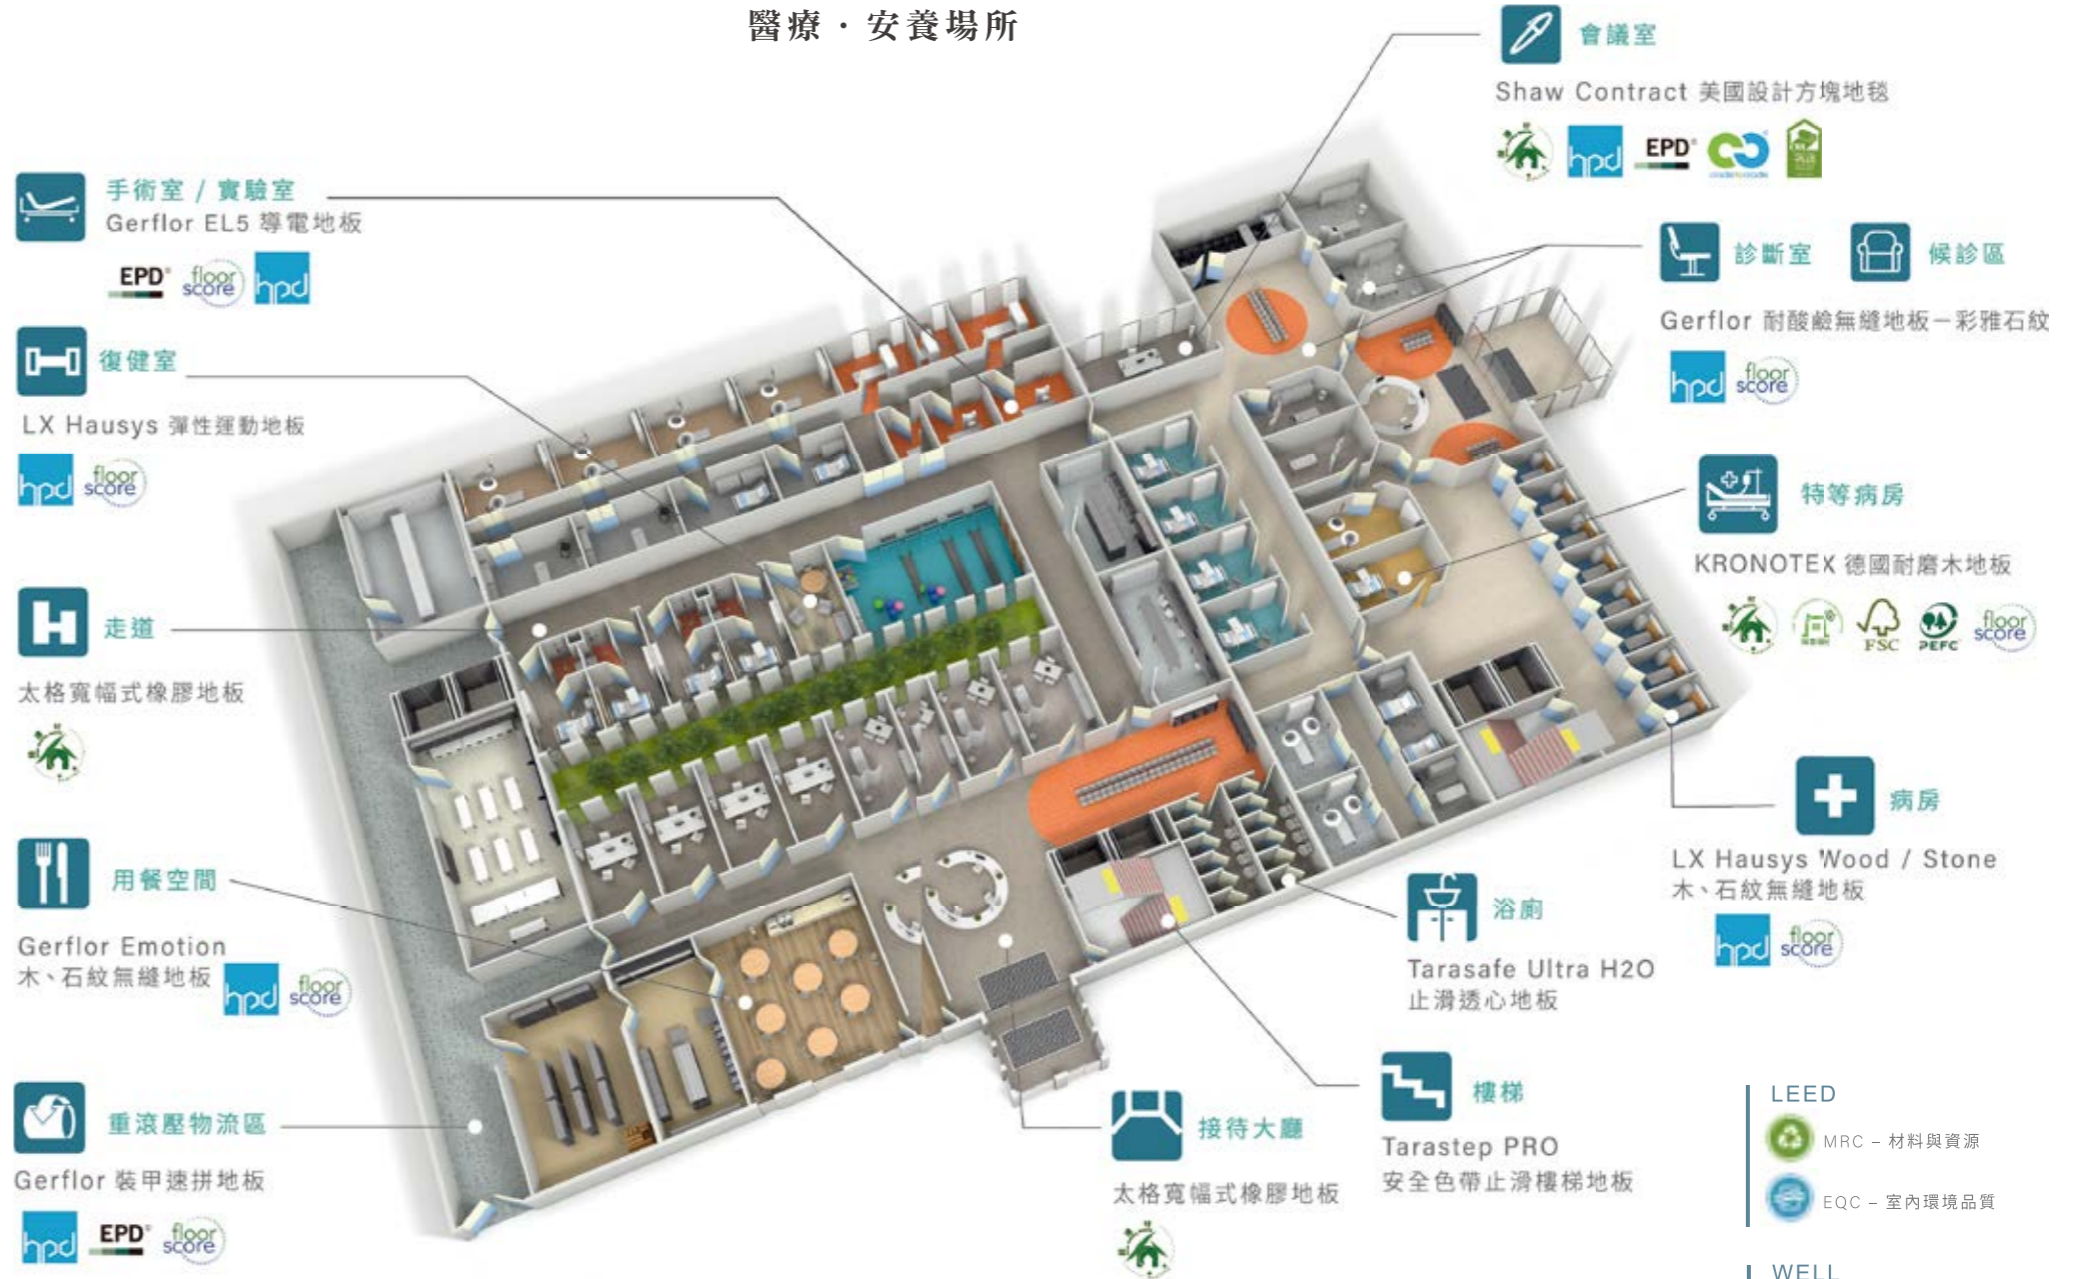 醫療・安養場所
會議室
Shaw Contract 美國設計方塊地毯
hpd EPD
手術室 / 實驗室
Gerflor EL5 導電地板
EPD floor score hpd
復健室
LX Hausys 彈性運動地板
hpd floor score
走道
太格寬幅式橡膠地板
用餐空間
Gerflor Emotion
木、石紋無縫地板
hpd floor score
重滾壓物流區
Gerflor 裝甲速拼地板
hpd EPD floor score
診斷室 候診區
Gerflor 耐酸鹼無縫地板－彩雅石紋
hpd floor score
特等病房
KRONOTEX 德國耐磨木地板
FSC PEFC floor score
病房
LX Hausys Wood / Stone
木、石紋無縫地板
hpd floor score
浴廁
Tarasafe Ultra H2O
止滑透心地板
樓梯
Tarastep PRO
安全色帶止滑樓梯地板
接待大廳
太格寬幅式橡膠地板
LEED
MRC – 材料與資源
EQC – 室內環境品質
WELL